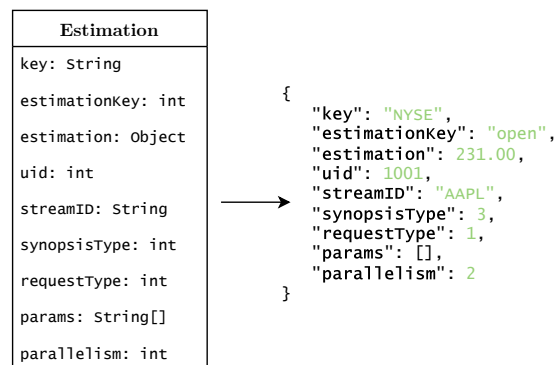 Estimation
key: String
estimationKey: int
estimation: Object
uid: int
streamID: String
synopsisType: int
requestType: int
params: String[]
parallelism: int
{
"key": "NYSE",
"estimationKey": "open",
"estimation": 231.00,
"uid": 1001,
"streamID": "AAPL",
"synopsisType": 3,
"requestType": 1,
"params": [],
"parallelism": 2
}